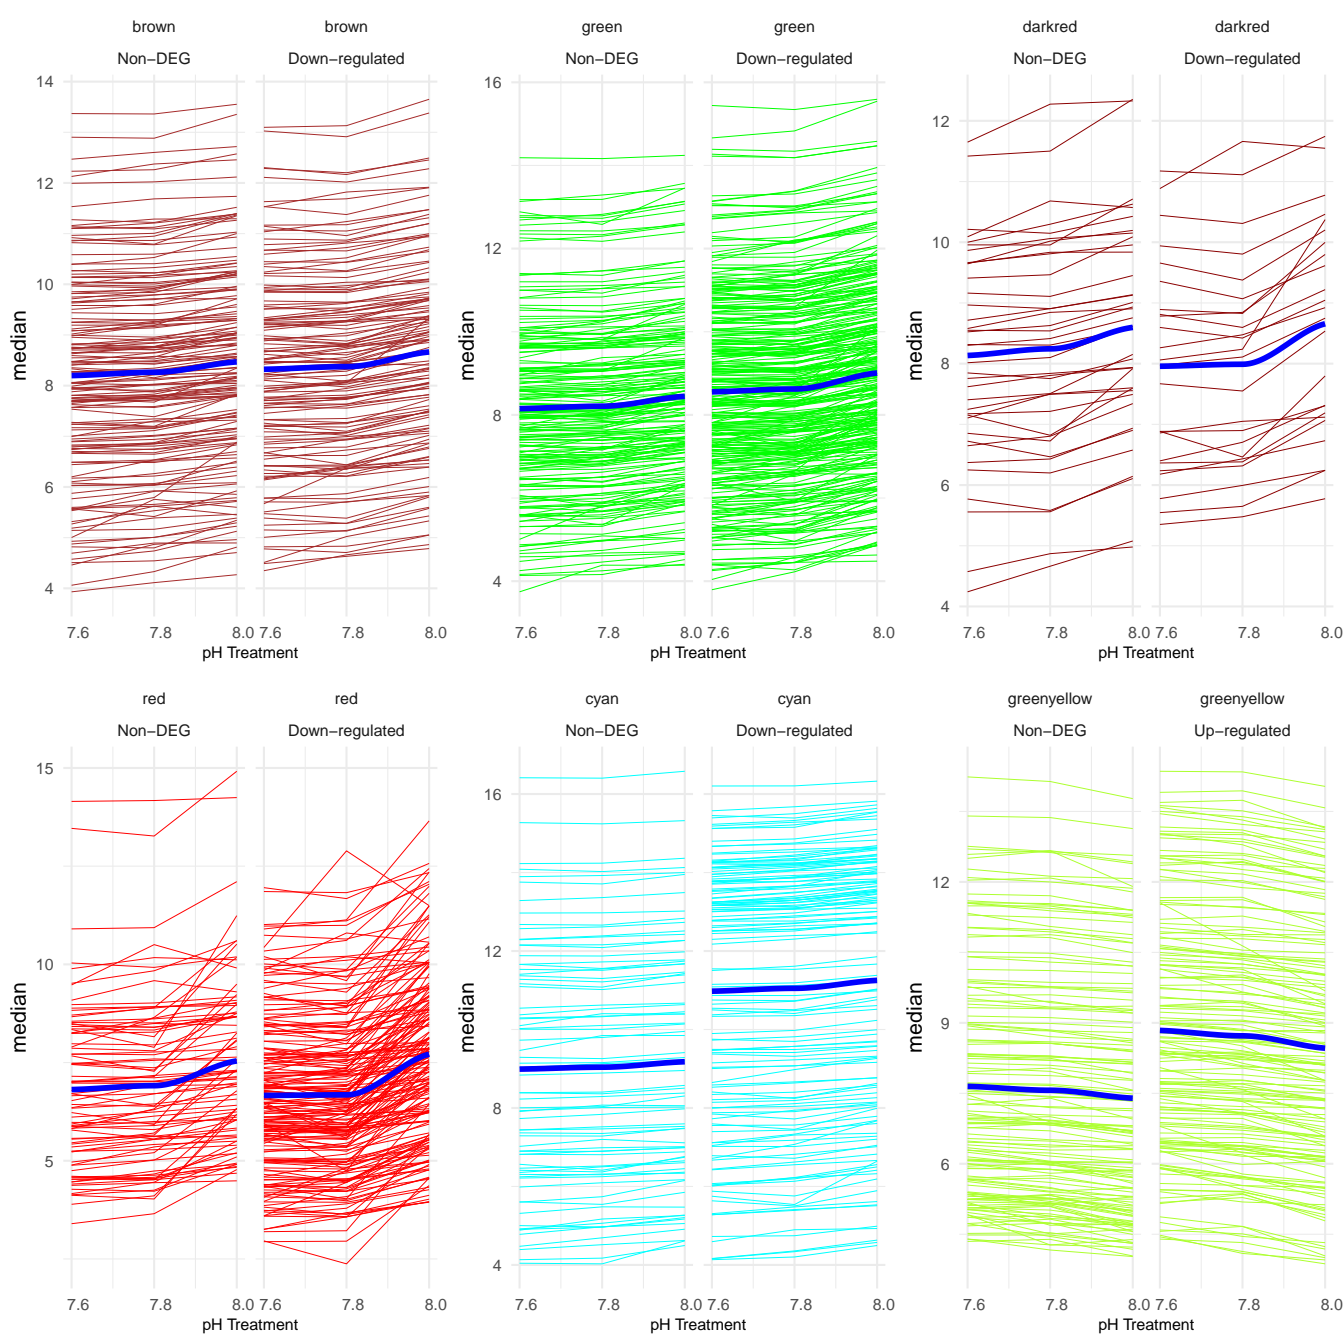 brown brown green green darkred darkred
Non−DEG Down−regulated Non−DEG Down−regulated Non−DEG Down−regulated
14
12
10
8
6
4
median
7.6 7.8 8.0 7.6 7.8 8.0
pH Treatment
16
12
8
4
median
7.6 7.8 8.0 7.6 7.8 8.0
pH Treatment
12
10
8
6
4
median
7.6 7.8 8.0 7.6 7.8 8.0
pH Treatment
red red cyan cyan greenyellow greenyellow
Non−DEG Down−regulated Non−DEG Down−regulated Non−DEG Up−regulated
15
10
5
median
7.6 7.8 8.0 7.6 7.8 8.0
pH Treatment
16
12
8
4
median
7.6 7.8 8.0 7.6 7.8 8.0
pH Treatment
12
9
6
median
7.6 7.8 8.0 7.6 7.8 8.0
pH Treatment